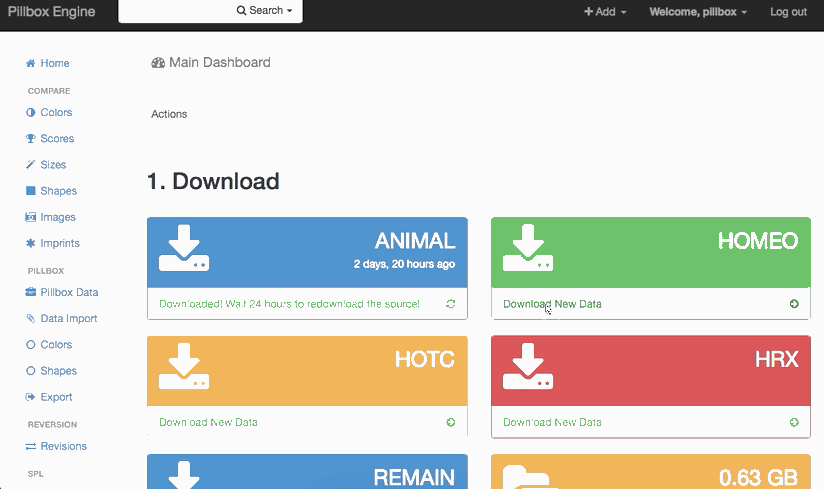 Pillbox Engine
Search
Add
Welcome, pillbox
Log out
Home
COMPARE
Colors
Scores
Sizes
Shapes
Images
Imprints
PILLBOX
Pillbox Data
Data Import
Colors
Shapes
Export
REVERSION
Revisions
SPL
Main Dashboard
Actions
1. Download
ANIMAL
2 days, 20 hours ago
Downloaded! Wait 24 hours to redownload the source!
HOMEO
Download New Data
HOTC
Download New Data
HRX
Download New Data
REMAIN
0.63 GB